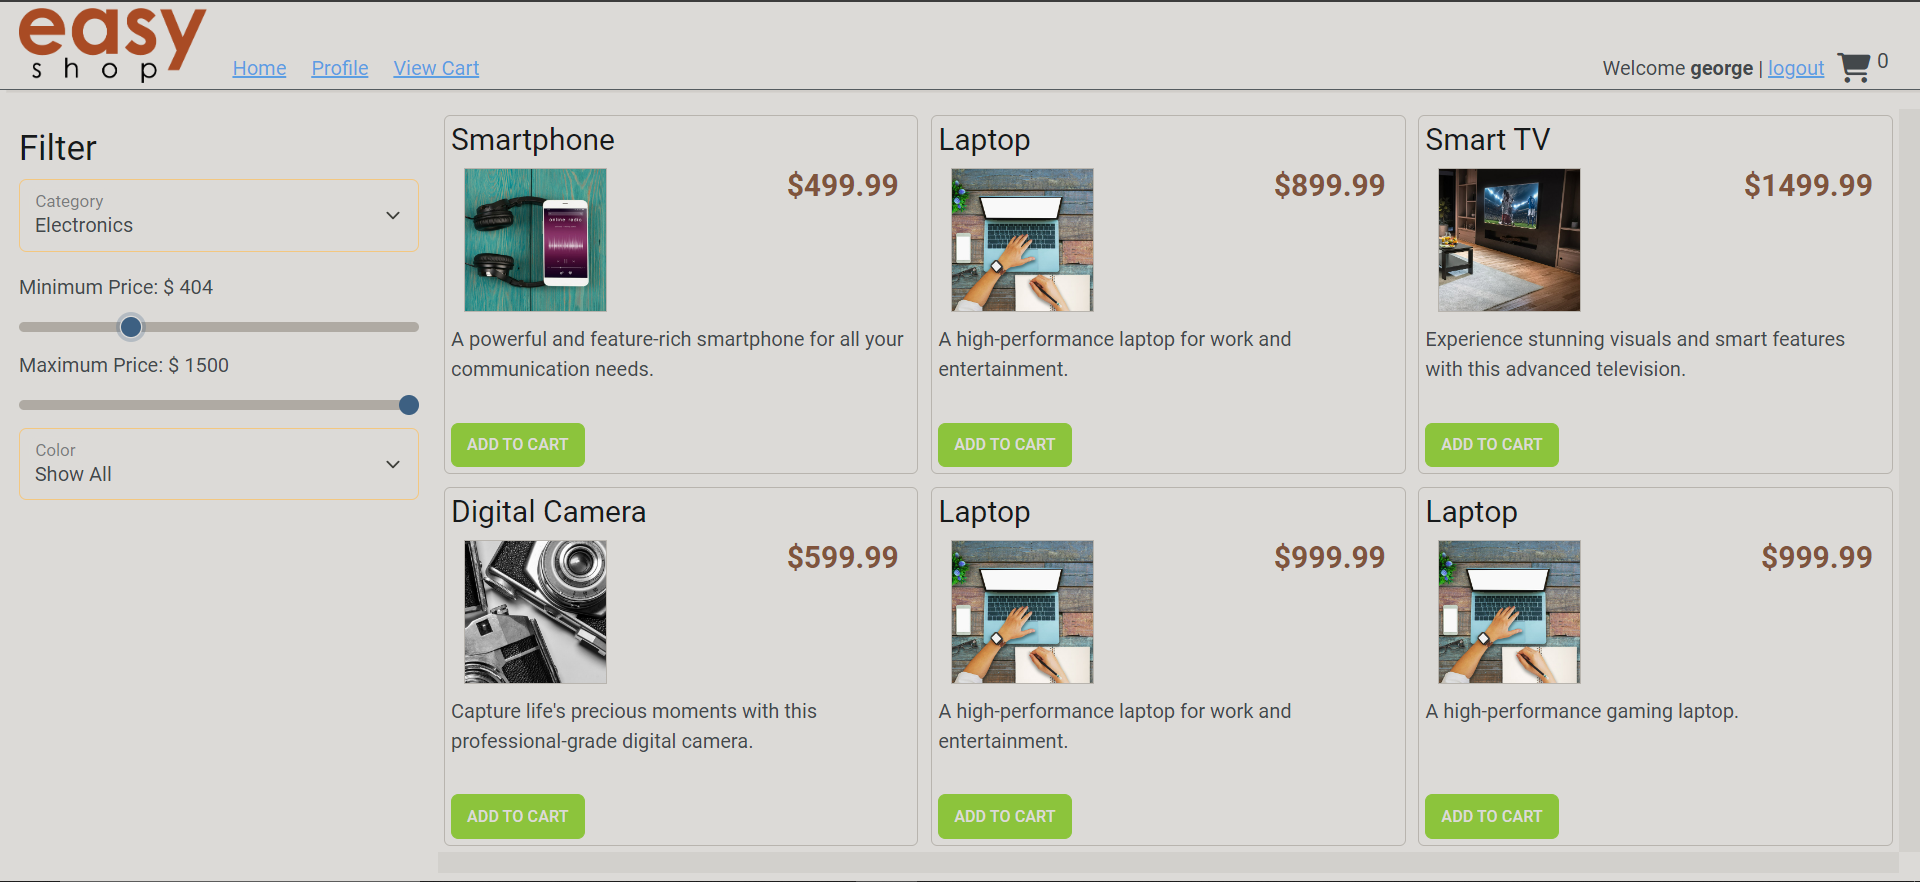 easy
shop
Home Profile View Cart
Welcome george | logout 0
Filter
Category
Electronics
Minimum Price: $ 404
Maximum Price: $ 1500
Color
Show All
Smartphone
$499.99
online radio
A powerful and feature-rich smartphone for all your
communication needs.
ADD TO CART
Laptop
$899.99
A high-performance laptop for work and
entertainment.
ADD TO CART
Smart TV
$1499.99
Experience stunning visuals and smart features
with this advanced television.
ADD TO CART
Digital Camera
$599.99
Capture life's precious moments with this
professional-grade digital camera.
ADD TO CART
Laptop
$999.99
A high-performance laptop for work and
entertainment.
ADD TO CART
Laptop
$999.99
A high-performance gaming laptop.
ADD TO CART